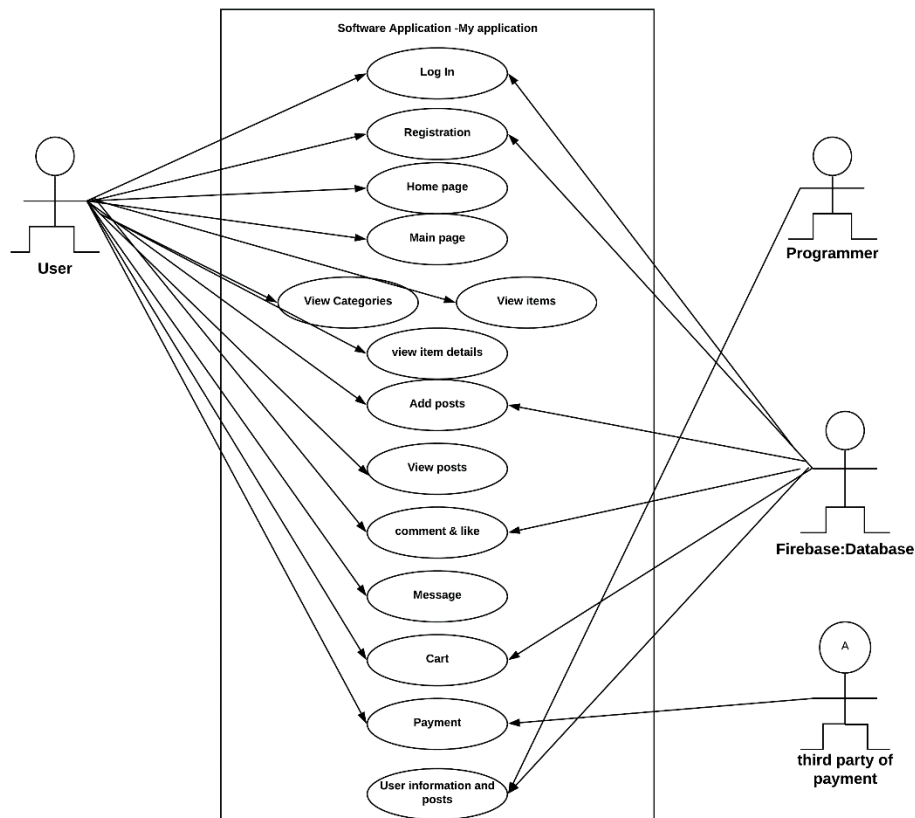 Software Application -My application
Log In
Registration
Home page
Main page
User
Programmer
View Categories
View items
view item details
Add posts
View posts
comment & like
Firebase:Database
Message
A
Cart
Payment
third party of
payment
User information and
posts